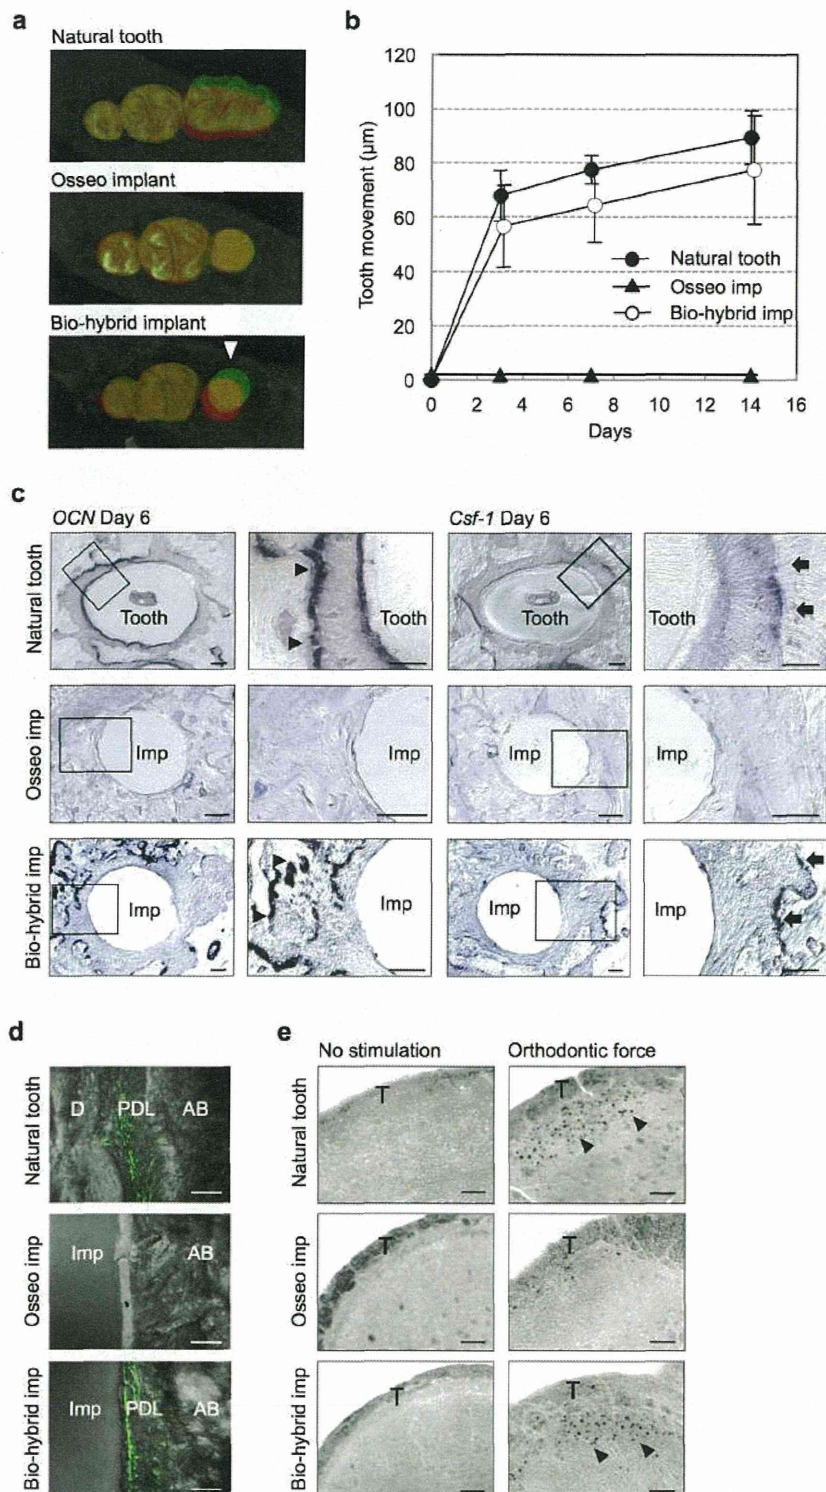 a
Natural tooth
Osseo implant
Bio-hybrid implant
b
120
100
80
60
40
20
0
Tooth movement (µm)
Natural tooth
Osseo imp
Bio-hybrid imp
0 2 4 6 8 10 12 14 16
Days
c
OCN Day 6
Csf-1 Day 6
Natural tooth
Tooth
Tooth
Tooth
Tooth
Osseo imp
Imp
Imp
Imp
Imp
Bio-hybrid imp
Imp
Imp
Imp
Imp
d
Natural tooth
D PDL AB
Osseo imp
Imp AB
Bio-hybrid imp
Imp PDL AB
e
No stimulation
Orthodontic force
Natural tooth
T
T
Osseo imp
T
T
Bio-hybrid imp
T
T